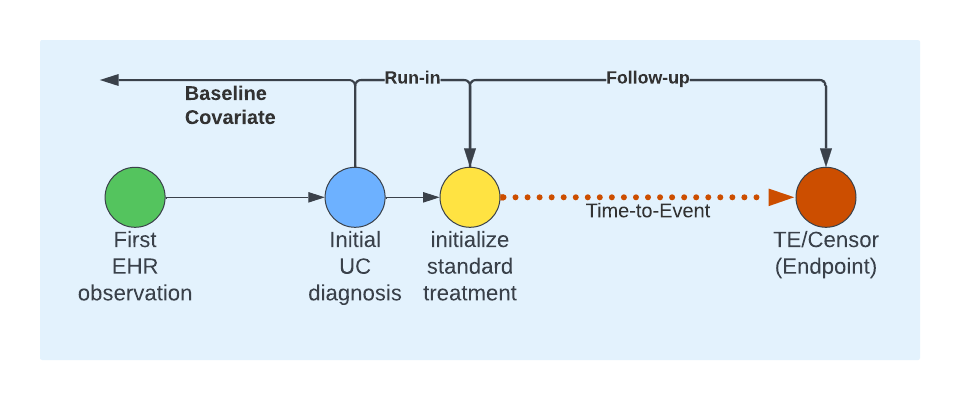 Run-in
Follow-up
Baseline
Covariate
Time-to-Event
First
EHR
observation
Initial
UC
diagnosis
initialize
standard
treatment
TE/Censor
(Endpoint)